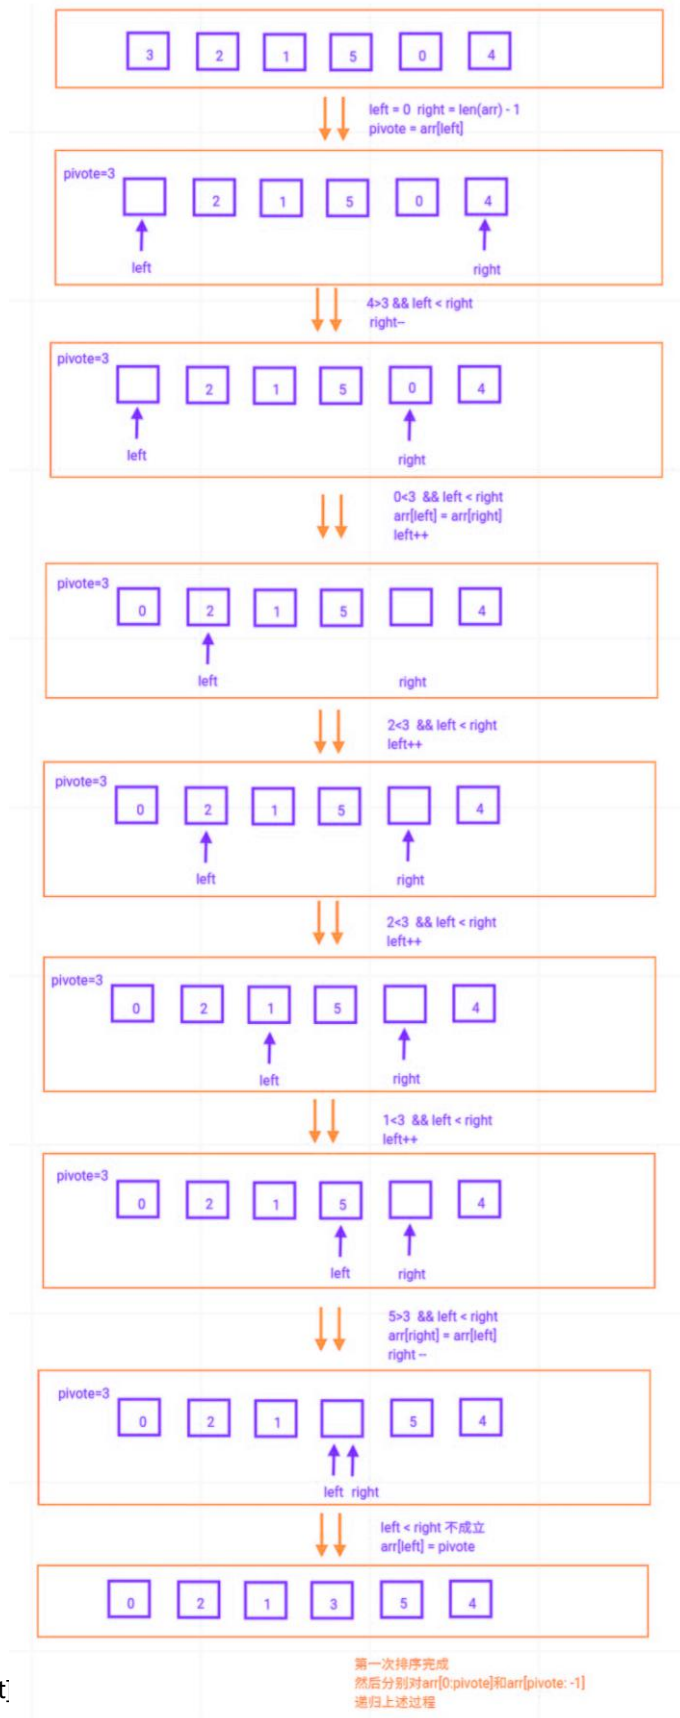 3 2 1 5 0 4
left = 0 right = len(arr) - 1
pivote = arr[left]
pivote=3
2 1 5 0 4
left right
4>3 && left < right
right--
pivote=3
2 1 5 0 4
left right
0<3 && left < right
arr[left] = arr[right]
left++
pivote=3
0 2 1 5 4
left right
2<3 && left < right
left++
pivote=3
0 2 1 5 4
left right
2<3 && left < right
left++
pivote=3
0 2 1 5 4
left right
1<3 && left < right
left++
pivote=3
0 2 1 5 4
left right
5>3 && left < right
arr[right] = arr[left]
right --
pivote=3
0 2 1 5 4
left right
left < right 不成立
arr[left] = pivote
0 2 1 3 5 4
第一次排序完成
然后分别对arr[0:pivote]和arr[pivote: -1]
递归上述过程